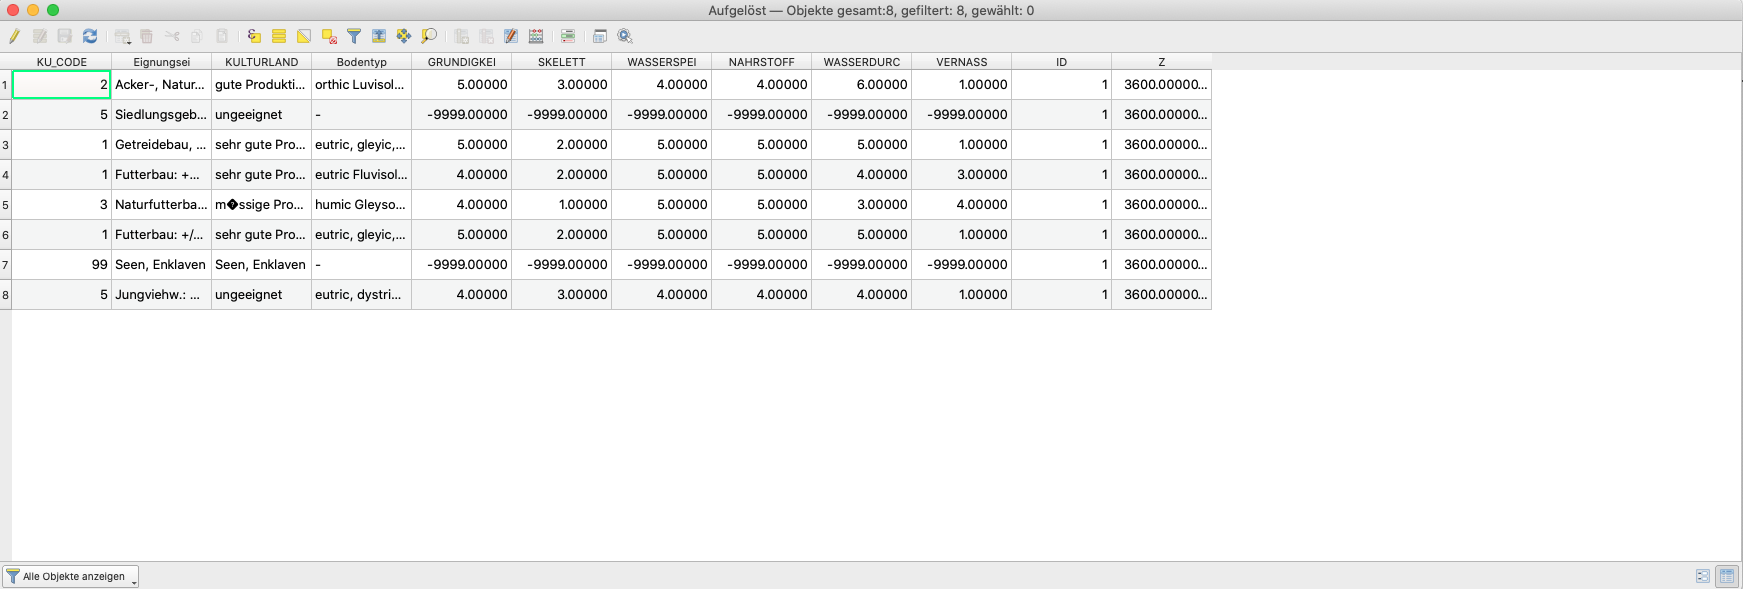 Aufgelöst — Objekte gesamt:8, gefiltert: 8, gewählt: 0
KU_CODE Eignungsei KULTURLAND Bodentyp GRUNDIGKEI SKELETT WASSERSPEI NAHRSTOFF WASSERDURC VERNASS ID Z
1 2 Acker-, Natur... gute Produkti... orthic Luvisol... 5.00000 3.00000 4.00000 4.00000 6.00000 1.00000 1 3600.00000...
2 5 Siedlungsgeb... ungeeignet - -9999.00000 -9999.00000 -9999.00000 -9999.00000 -9999.00000 -9999.00000 1 3600.00000...
3 1 Getreidebau, ... sehr gute Pro... eutric, gleyic,... 5.00000 2.00000 5.00000 5.00000 5.00000 1.00000 1 3600.00000...
4 1 Futterbau: +... sehr gute Pro... eutric Fluvisol... 4.00000 2.00000 5.00000 5.00000 4.00000 3.00000 1 3600.00000...
5 3 Naturfutterba... m�ssige Pro... humic Gleyso... 4.00000 1.00000 5.00000 5.00000 3.00000 4.00000 1 3600.00000...
6 1 Futterbau: +/... sehr gute Pro... eutric, gleyic,... 5.00000 2.00000 5.00000 5.00000 5.00000 1.00000 1 3600.00000...
7 99 Seen, Enklaven Seen, Enklaven - -9999.00000 -9999.00000 -9999.00000 -9999.00000 -9999.00000 -9999.00000 1 3600.00000...
8 5 Jungviehw.: ... ungeeignet eutric, dystri... 4.00000 3.00000 4.00000 4.00000 4.00000 1.00000 1 3600.00000...
Alle Objekte anzeigen